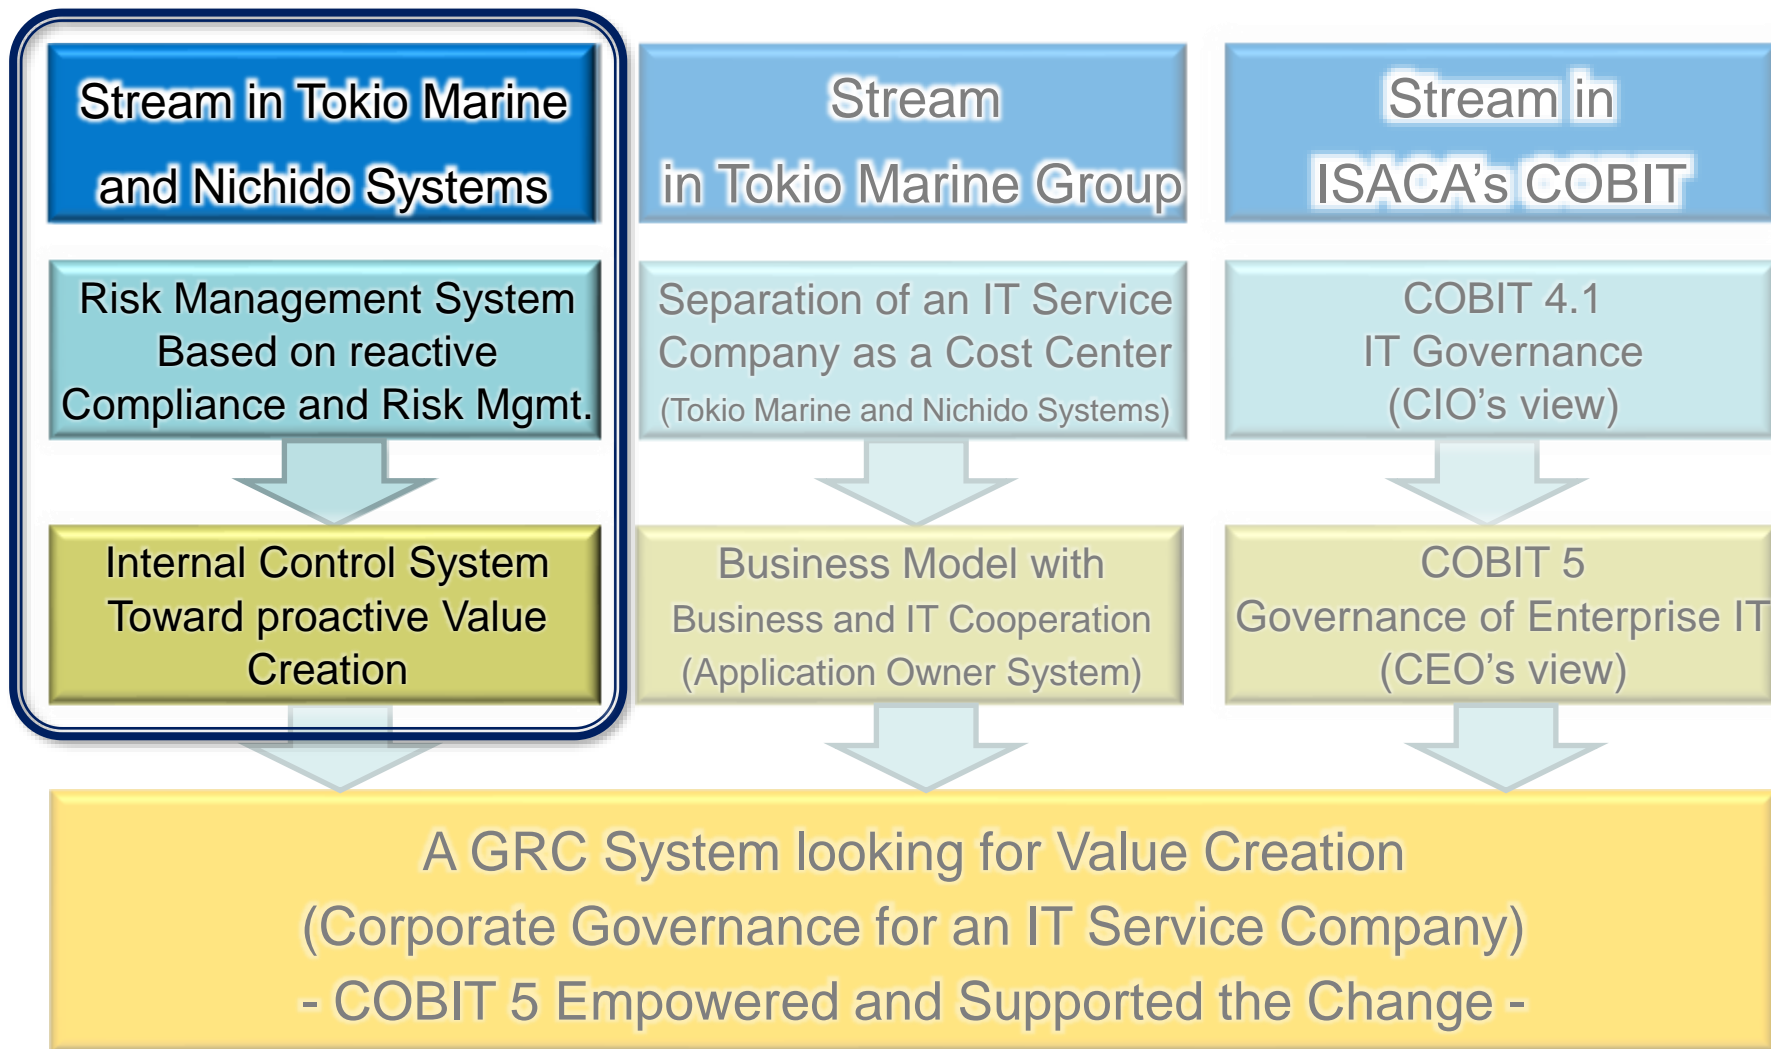 Stream in Tokio Marine
and Nichido Systems
Risk Management System
Based on reactive
Compliance and Risk Mgmt.
Internal Control System
Toward proactive Value
Creation
Stream
in Tokio Marine Group
Separation of an IT Service
Company as a Cost Center
(Tokio Marine and Nichido Systems)
Business Model with
Business and IT Cooperation
(Application Owner System)
Stream in
ISACA's COBIT
COBIT 4.1
IT Governance
(CIO's view)
COBIT 5
Governance of Enterprise IT
(CEO's view)
A GRC System looking for Value Creation
(Corporate Governance for an IT Service Company)
- COBIT 5 Empowered and Supported the Change -